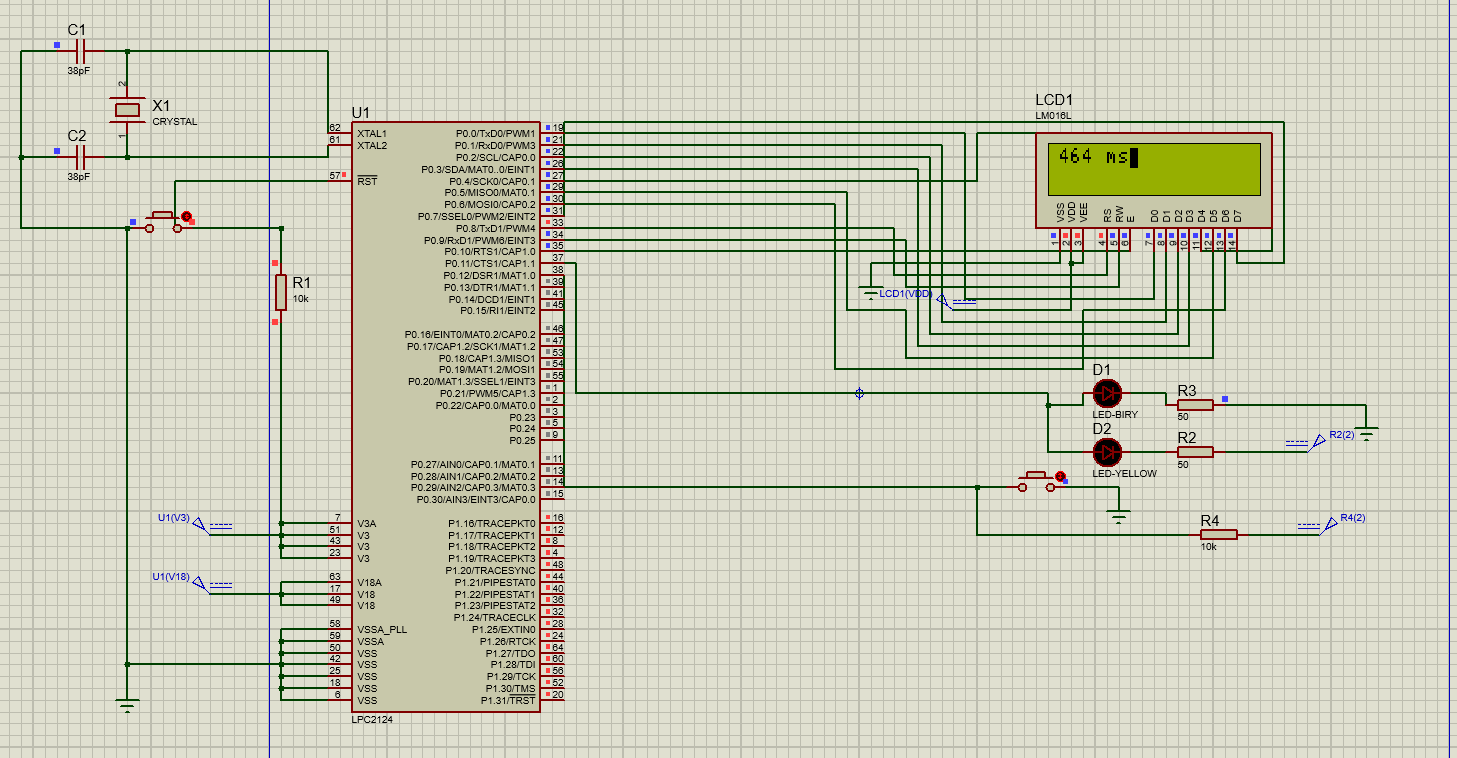 C1
38pF
2
X1
CRYSTAL
1
C2
38pF
R1
10k
U1
62 XTAL1
61 XTAL2
57 RST
U1(V3)
7 V3A
51 V3
43 V3
23 V3
U1(V18)
63 V18A
17 V18
49 V18
58 VSSA_PLL
59 VSSA
50 VSS
42 VSS
25 VSS
18 VSS
6 VSS
P0.0/TxD0/PWM1 19
P0.1/RxD0/PWM3 21
P0.2/SCL/CAP0.0 22
P0.3/SDA/MAT0..0/EINT1 26
P0.4/SCK0/CAP0.1 27
P0.5/MISO0/MAT0.1 29
P0.6/MOSI0/CAP0.2 30
P0.7/SSEL0/PWM2/EINT2 31
P0.8/TxD1/PWM4 33
P0.9/RxD1/PWM6/EINT3 34
P0.10/RTS1/CAP1.0 35
P0.11/CTS1/CAP1.1 37
P0.12/DSR1/MAT1.0 38
P0.13/DTR1/MAT1.1 39
P0.14/DCD1/EINT1 41
P0.15/RI1/EINT2 45
P0.16/EINT0/MAT0.2/CAP0.2 46
P0.17/CAP1.2/SCK1/MAT1.2 47
P0.18/CAP1.3/MISO1 53
P0.19/MAT1.2/MOSI1 54
P0.20/MAT1.3/SSEL1/EINT3 55
P0.21/PWM5/CAP1.3 1
P0.22/CAP0.0/MAT0.0 2
P0.23 3
P0.24 5
P0.25 9
P0.27/AIN0/CAP0.1/MAT0.1 11
P0.28/AIN1/CAP0.2/MAT0.2 13
P0.29/AIN2/CAP0.3/MAT0.3 14
P0.30/AIN3/EINT3/CAP0.0 15
P1.16/TRACEPKT0 16
P1.17/TRACEPKT1 12
P1.18/TRACEPKT2 8
P1.19/TRACEPKT3 4
P1.20/TRACESYNC 48
P1.21/PIPESTAT0 44
P1.22/PIPESTAT1 40
P1.23/PIPESTAT2 36
P1.24/TRACECLK 32
P1.25/EXTIN0 28
P1.26/RTCK 24
P1.27/TDO 64
P1.28/TDI 60
P1.29/TCK 56
P1.30/TMS 52
P1.31/TRST 20
LPC2124
LCD1
LM016L
464 ms
VSS VDD VEE RS RW E D0 D1 D2 D3 D4 D5 D6 D7
1 2 3 4 5 6 7 8 9 10 11 12 13 14
LCD1(VDD)
D1
LED-BIRY
R3
50
D2
LED-YELLOW
R2
50
R2(2)
R4
10k
R4(2)